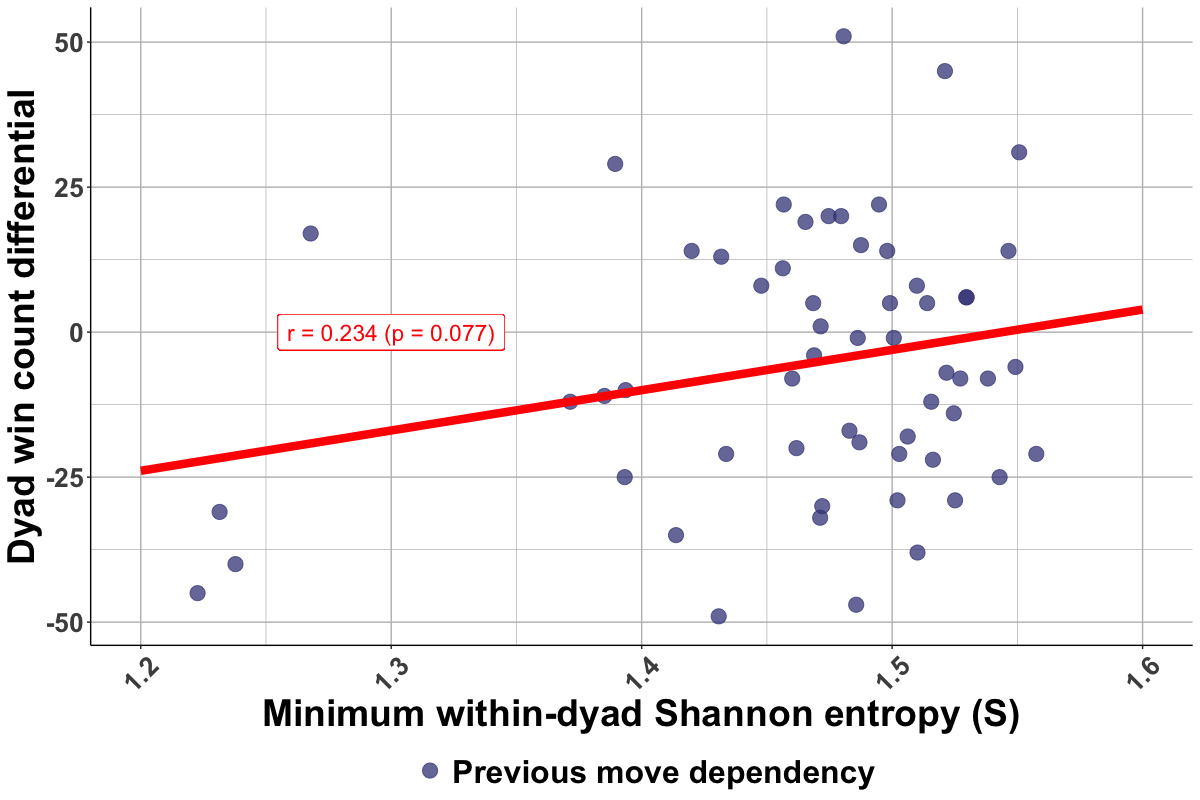 50
25
0
-25
-50
Dyad win count differential
r = 0.234 (p = 0.077)
1.2
1.3
1.4
1.5
1.6
Minimum within-dyad Shannon entropy (S)
Previous move dependency